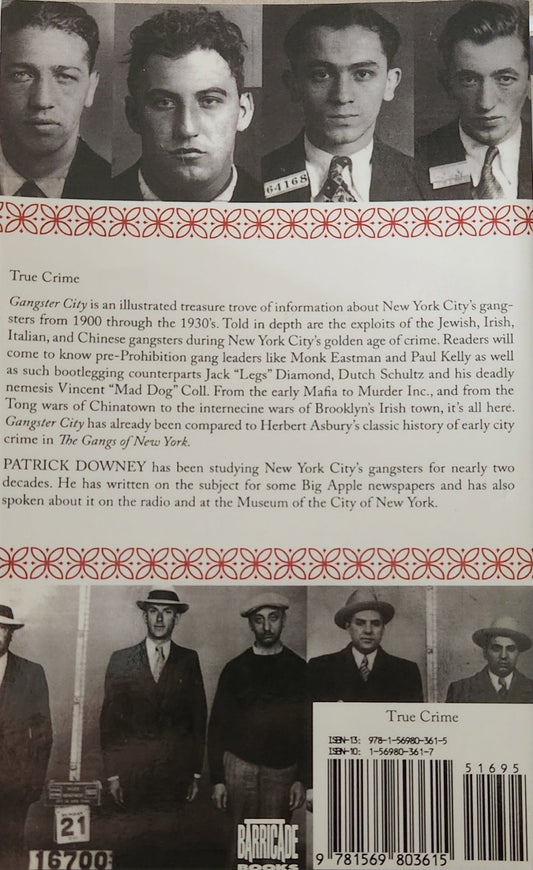 64168
True Crime
Gangster City is an illustrated treasure trove of information about New York City's gang-
sters from 1900 through the 1930's. Told in depth are the exploits of the Jewish, Irish,
Italian, and Chinese gangsters during New York City's golden age of crime. Readers will
come to know pre-Prohibition gang leaders like Monk Eastman and Paul Kelly as well
as such bootlegging counterparts Jack "Legs" Diamond, Dutch Schultz and his deadly
nemesis Vincent "Mad Dog" Coll. From the early Mafia to Murder Inc., and from the
Tong wars of Chinatown to the internecine wars of Brooklyn's Irish town, it's all here.
Gangster City has already been compared to Herbert Asbury's classic history of early city
crime in The Gangs of New York.
PATRICK DOWNEY has been studying New York City's gangsters for nearly two
decades. He has written on the subject for some Big Apple newspapers and has also
spoken about it on the radio and at the Museum of the City of New York.
True Crime
ISBN-13: 978-1-56980-361-5
ISBN-10: 1-56980-361-7
51695
9 781569 803615
21
16700
BARRICADE
BOOKS